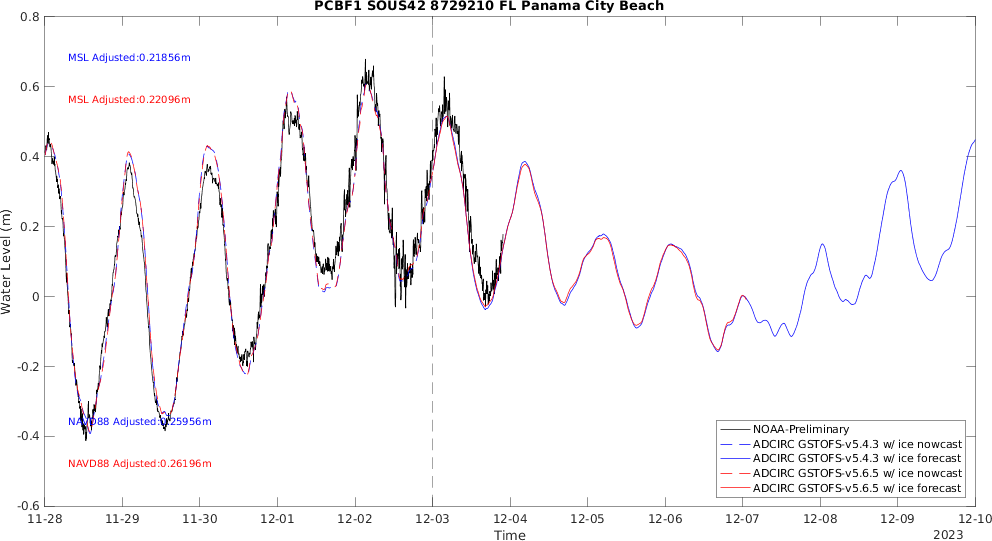 PCBF1 SOUS42 8729210 FL Panama City Beach
0.8
0.6
0.4
0.2
0
-0.2
-0.4
-0.6
Water Level (m)
MSL Adjusted:0.21856m
MSL Adjusted:0.22096m
NAVD88 Adjusted:0.25956m
NAVD88 Adjusted:0.26196m
NOAA-Preliminary
ADCIRC GSTOFS-v5.4.3 w/ ice nowcast
ADCIRC GSTOFS-v5.4.3 w/ ice forecast
ADCIRC GSTOFS-v5.6.5 w/ ice nowcast
ADCIRC GSTOFS-v5.6.5 w/ ice forecast
11-28 11-29 11-30 12-01 12-02 12-03 12-04 12-05 12-06 12-07 12-08 12-09 12-10
Time
2023